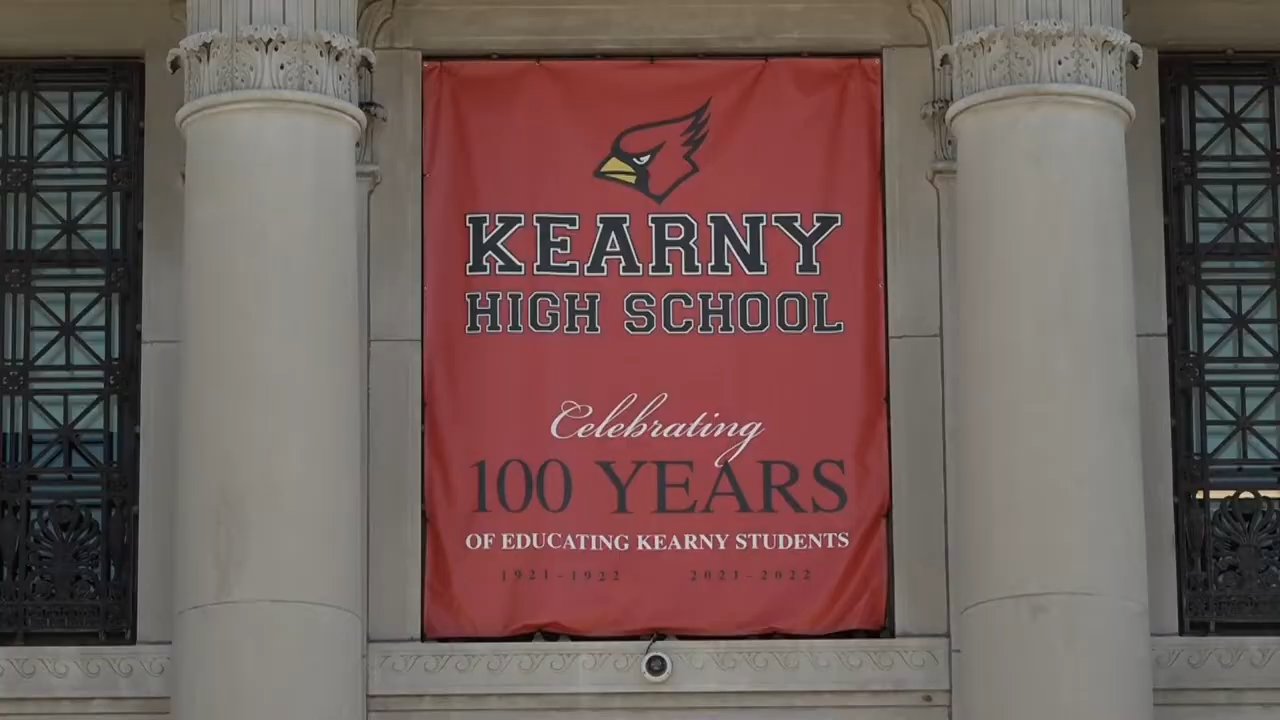 KEARNY
HIGH SCHOOL
Celebrating
100 YEARS
OF EDUCATING KEARNY STUDENTS
1921-1922 2021-2022